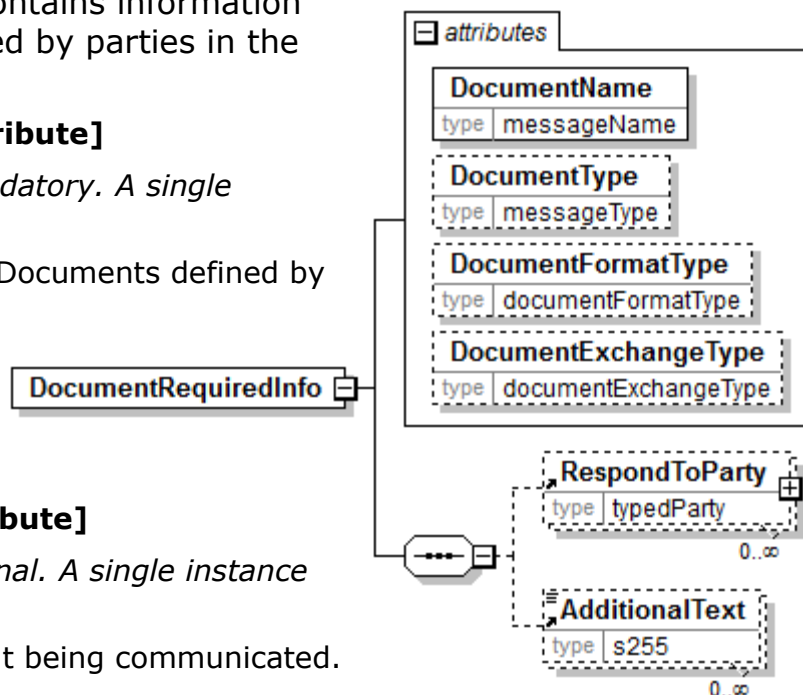 ontains information
ed by parties in the
ribute]
datory. A single
Documents defined by
ibute]
nal. A single instance
t being communicated.
DocumentRequiredInfo
attributes
DocumentName
type messageName
DocumentType
type messageType
DocumentFormatType
type documentFormatType
DocumentExchangeType
type documentExchangeType
RespondToParty
type typedParty
0..∞
AdditionalText
type s255
0..∞